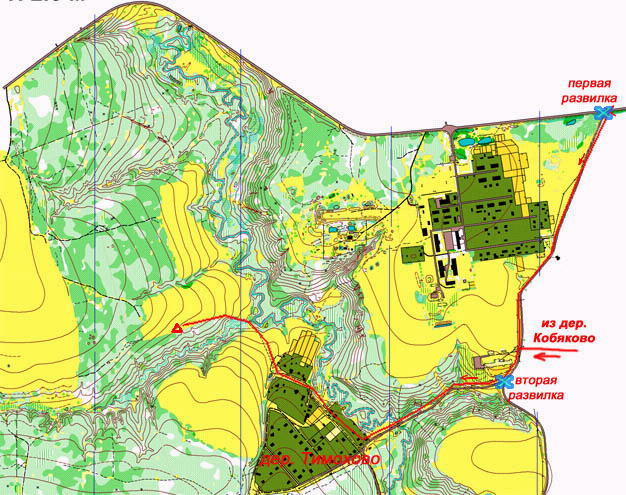 первая
развилка
из дер.
Кобяково
вторая
развилка
дер. Тимохово